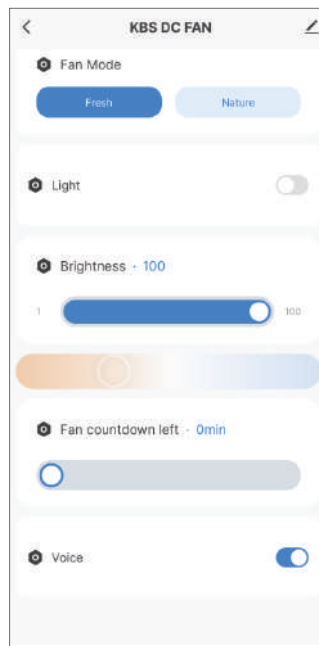 KBS DC FAN
Fan Mode
Fresh Nature
Light
Brightness · 100
1 100
Fan countdown left · 0min
Voice